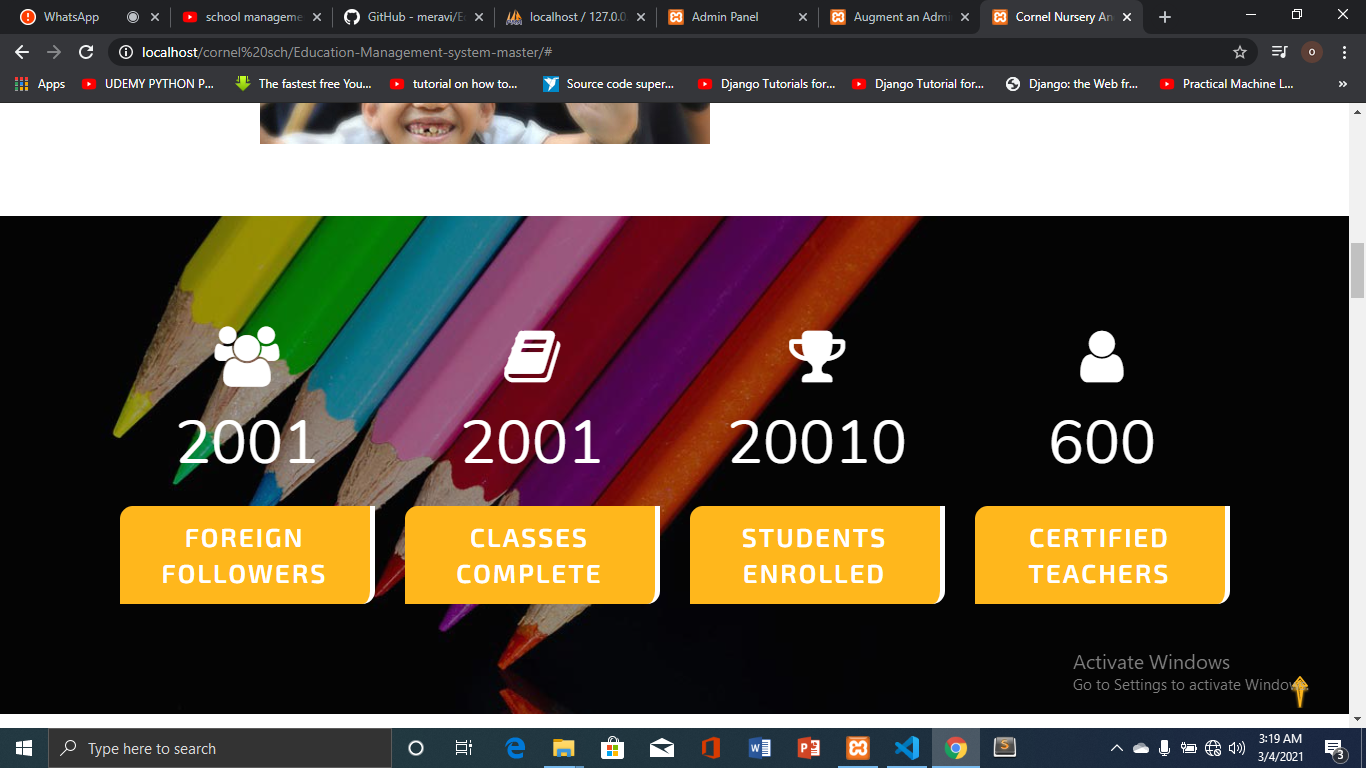 WhatsApp
school manageme
GitHub - meravi/E
localhost / 127.0.0
Admin Panel
Augment an Admi
Cornel Nursery An
localhost/cornel%20sch/Education-Management-system-master/#
O
Apps
UDEMY PYTHON P...
The fastest free You...
tutorial on how to...
Source code super...
Django Tutorials for...
Django Tutorial for...
Django: the Web fr...
Practical Machine L...
»
2001
2001
20010
600
FOREIGN
FOLLOWERS
CLASSES
COMPLETE
STUDENTS
ENROLLED
CERTIFIED
TEACHERS
Activate Windows
Go to Settings to activate Windows.
Type here to search
3:19 AM
3/4/2021
3